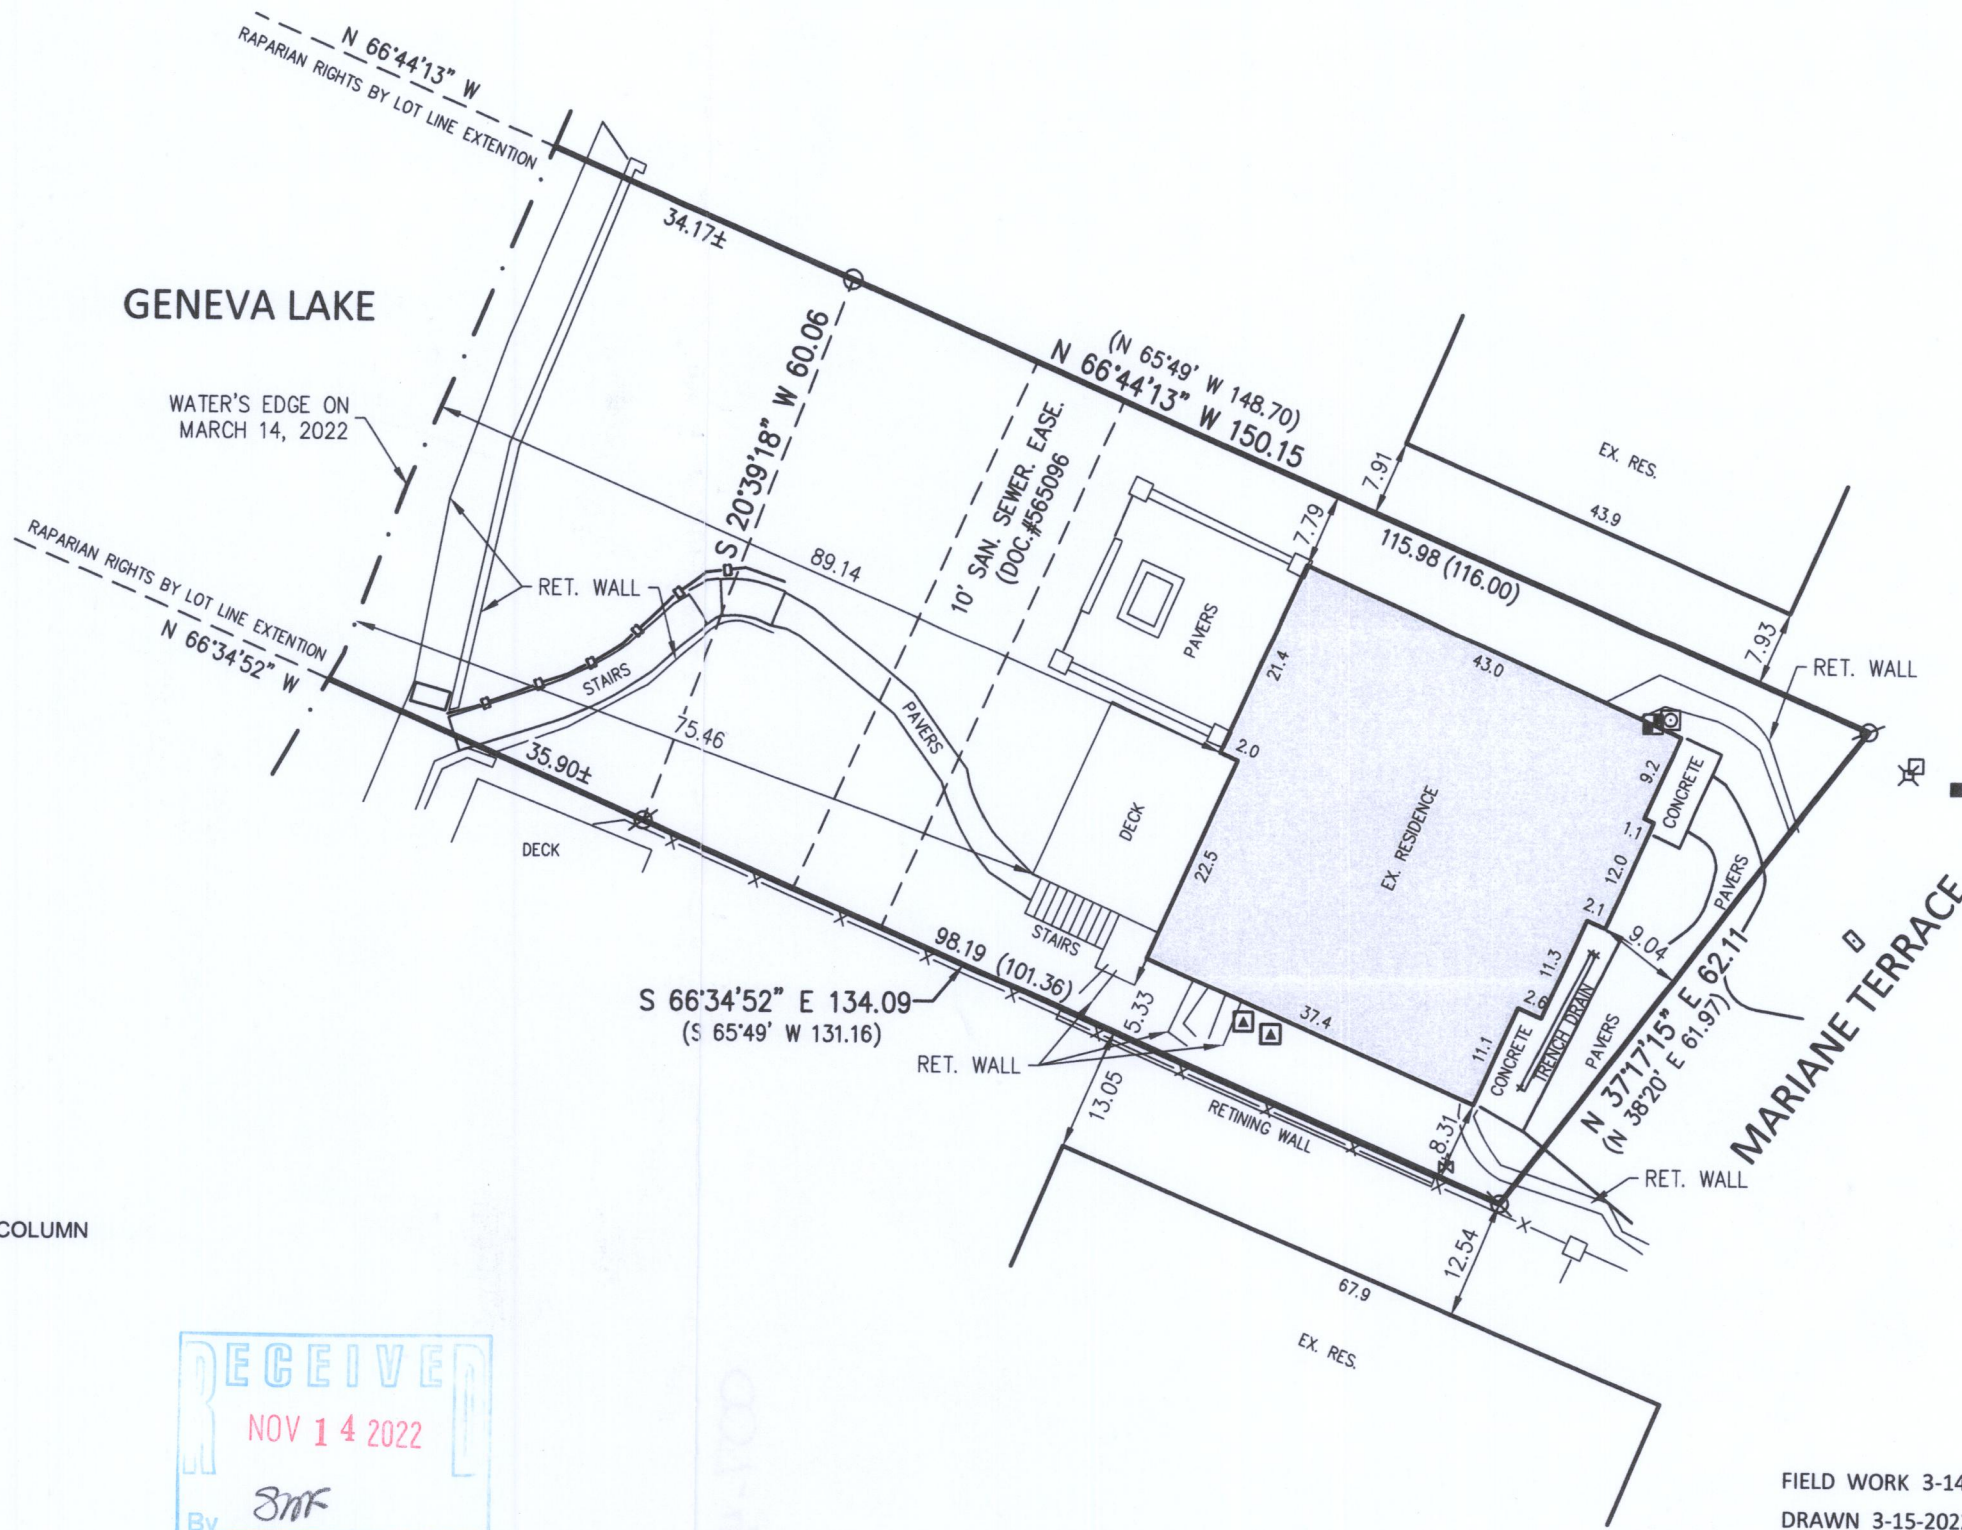 N 66°44'13" W
RAPARIAN RIGHTS BY LOT LINE EXTENTION
34.17±
GENEVA LAKE
WATER'S EDGE ON
MARCH 14, 2022
S 20°39'18" W 60.06
(N 65°49' W 148.70)
N 66°44'13" W 150.15
10' SAN. SEWER. EASE.
(DOC.#565096
7.91
EX. RES.
43.9
7.79
115.98 (116.00)
7.93
RET. WALL
RAPARIAN RIGHTS BY LOT LINE EXTENTION
N 66°34'52" W
RET. WALL
89.14
STAIRS
75.46
PAVERS
PAVERS
21.4
43.0
2.0
9.2
CONCRETE
1.1
12.0
PAVERS
35.90±
DECK
DECK
22.5
EX. RESIDENCE
2.1
9.04
STAIRS
98.19 (101.36)
S 66°34'52" E 134.09
(S 65°49' W 131.16)
RET. WALL
5.33
13.05
37.4
11.3
2.6
11.1
CONCRETE
TRENCH DRAIN
PAVERS
N 37°17'15" E 62.11
(N 38°20' E 61.97)
MARIANE TERRACE
RETINING WALL
8.31
RET. WALL
12.54
67.9
EX. RES.
COLUMN
RECEIVED
NOV 14 2022
By
FIELD WORK 3-14
DRAWN 3-15-202